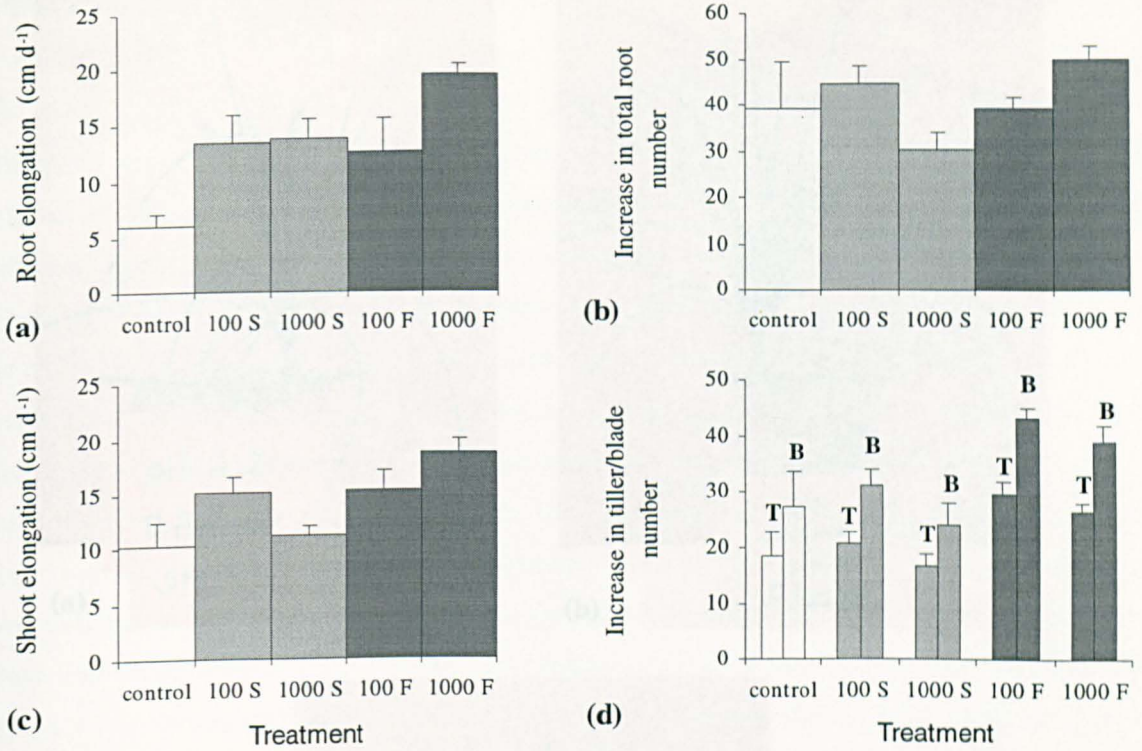 Root elongation (cm d⁻¹)
25
20
15
10
5
0
control 100 S 1000 S 100 F 1000 F
(a)
Increase in total root
number
60
50
40
30
20
10
0
control 100 S 1000 S 100 F 1000 F
(b)
Shoot elongation (cm d⁻¹)
25
20
15
10
5
0
control 100 S 1000 S 100 F 1000 F
(c)
Treatment
Increase in tiller/blade
number
50
40
30
20
10
0
T B T B T B T B T B
control 100 S 1000 S 100 F 1000 F
(d)
Treatment